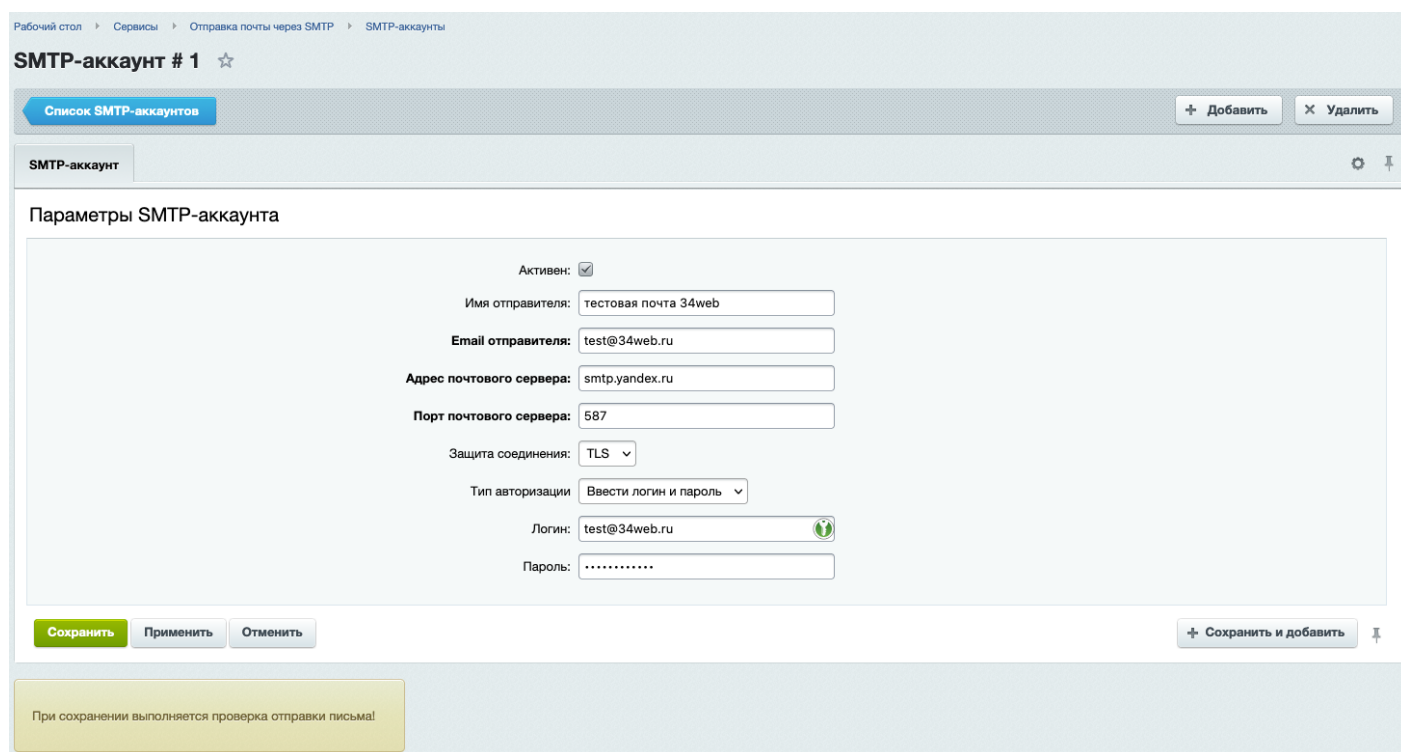 Рабочий стол Сервисы Отправка почты через SMTP SMTP-аккаунты
SMTP-аккаунт # 1
Список SMTP-аккаунтов Добавить Удалить
SMTP-аккаунт
Параметры SMTP-аккаунта
Активен:
Имя отправителя: тестовая почта 34web
Email отправителя: test@34web.ru
Адрес почтового сервера: smtp.yandex.ru
Порт почтового сервера: 587
Защита соединения: TLS
Тип авторизации Ввести логин и пароль
Логин: test@34web.ru
Пароль: ••••••••••••
Сохранить Применить Отменить Сохранить и добавить
При сохранении выполняется проверка отправки письма!